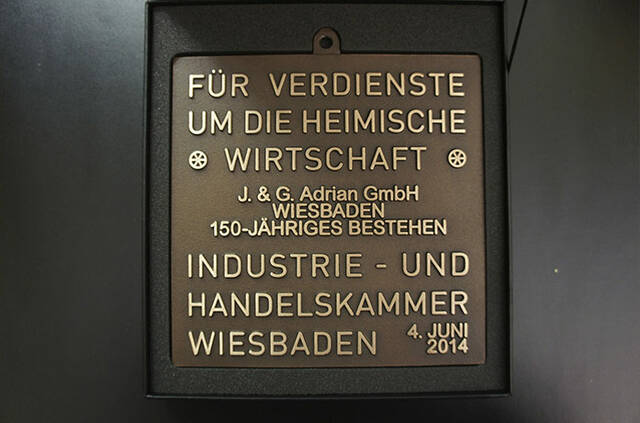 FÜR VERDIENSTE
UM DIE HEIMISCHE
WIRTSCHAFT
J. & G. Adrian GmbH
WIESBADEN
150-JÄHRIGES BESTEHEN
INDUSTRIE - UND
HANDELSKAMMER
WIESBADEN 4. JUNI
2014